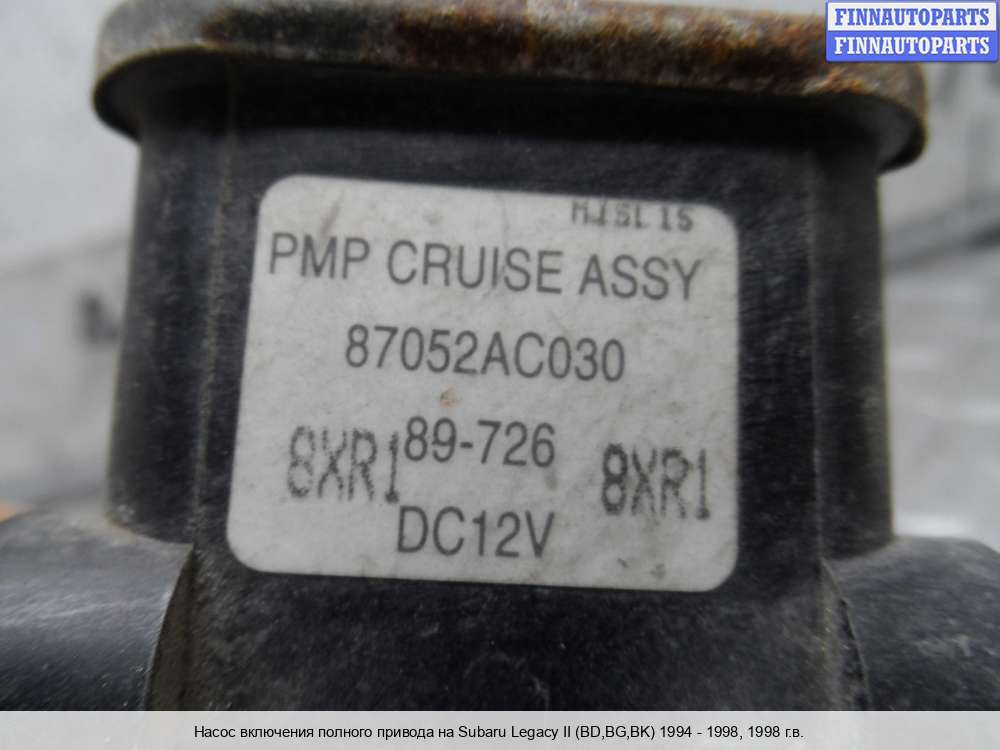 FINNAUTOPARTS
FINNAUTOPARTS
PMP CRUISE ASSY
87052AC030
89-726
8XR1 8XR1
DC12V
Насос включения полного привода на Subaru Legacy II (BD,BG,BK) 1994 - 1998, 1998 г.в.